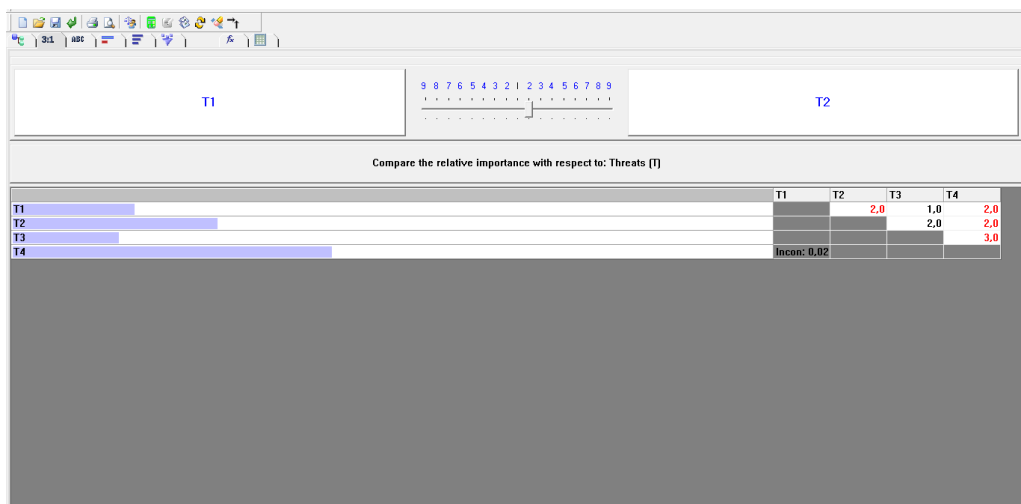 3:1 ABC fx
T1
9 8 7 6 5 4 3 2 1 2 3 4 5 6 7 8 9
T2
Compare the relative importance with respect to: Threats (T)
T1 T2 T3 T4
T1 2,0 1,0 2,0
T2 2,0 2,0
T3 3,0
T4 Incon: 0,02